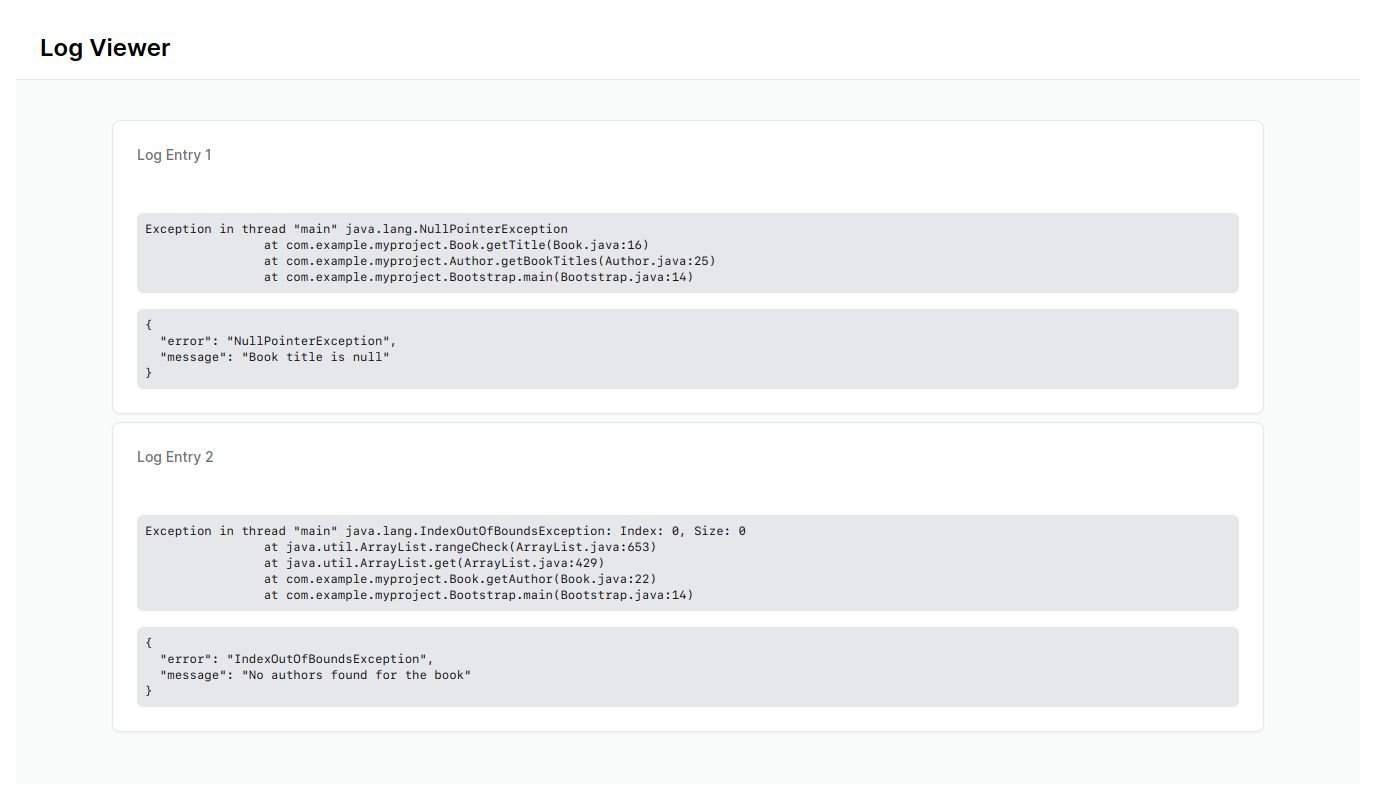 Log Viewer
Log Entry 1
Exception in thread "main" java.lang.NullPointerException
                at com.example.myproject.Book.getTitle(Book.java:16)
                at com.example.myproject.Author.getBookTitles(Author.java:25)
                at com.example.myproject.Bootstrap.main(Bootstrap.java:14)
{
  "error": "NullPointerException",
  "message": "Book title is null"
}
Log Entry 2
Exception in thread "main" java.lang.IndexOutOfBoundsException: Index: 0, Size: 0
                at java.util.ArrayList.rangeCheck(ArrayList.java:653)
                at java.util.ArrayList.get(ArrayList.java:429)
                at com.example.myproject.Book.getAuthor(Book.java:22)
                at com.example.myproject.Bootstrap.main(Bootstrap.java:14)
{
  "error": "IndexOutOfBoundsException",
  "message": "No authors found for the book"
}